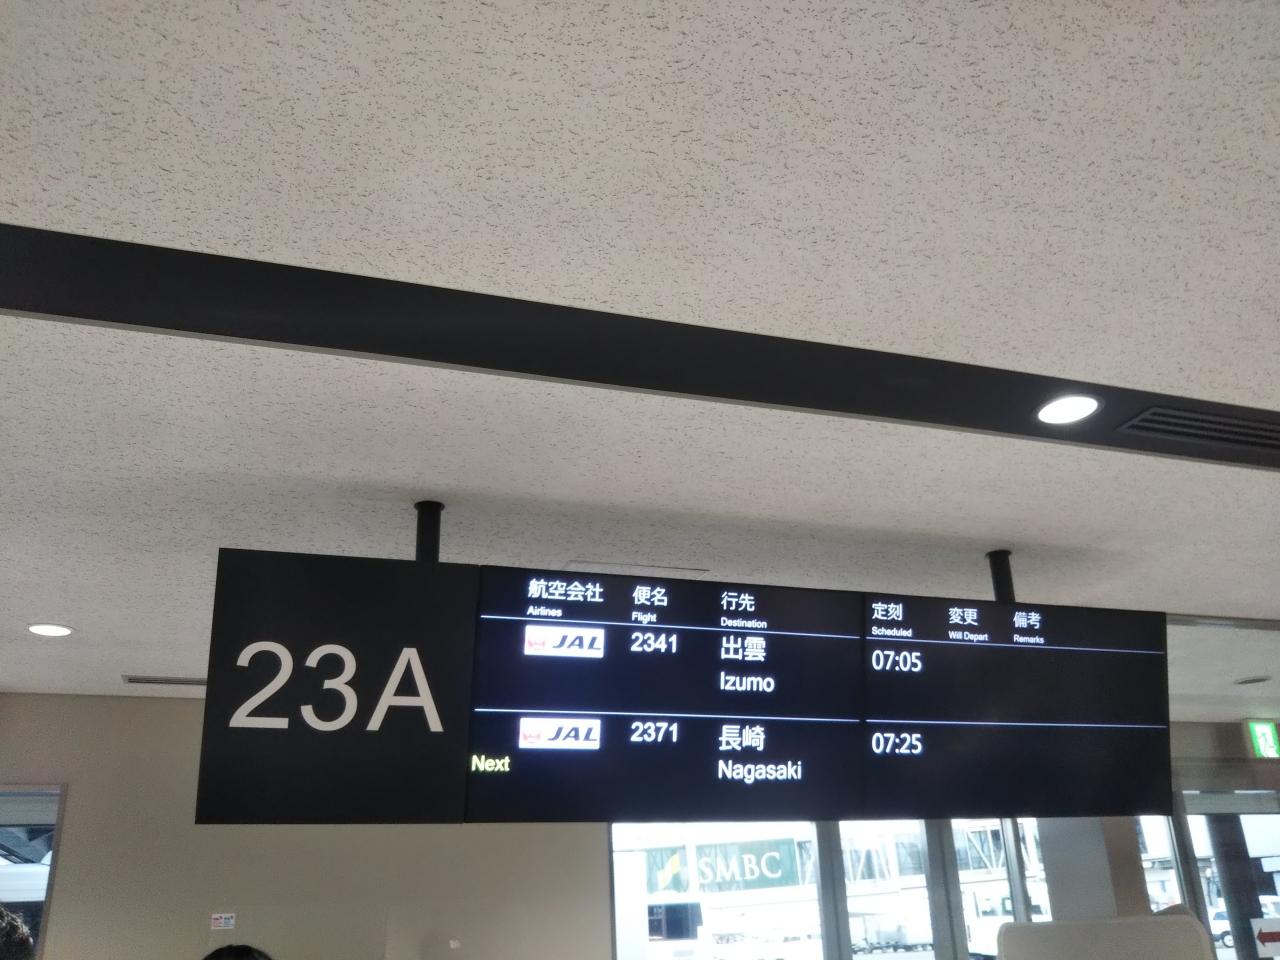 23A
航空会社 便名 行先 定刻 変更 備考
Airlines Flight Destination Scheduled Will Depart Remarks
JAL 2341 出雲 07:05
Izumo
JAL 2371 長崎 07:25
Next Nagasaki
SMBC